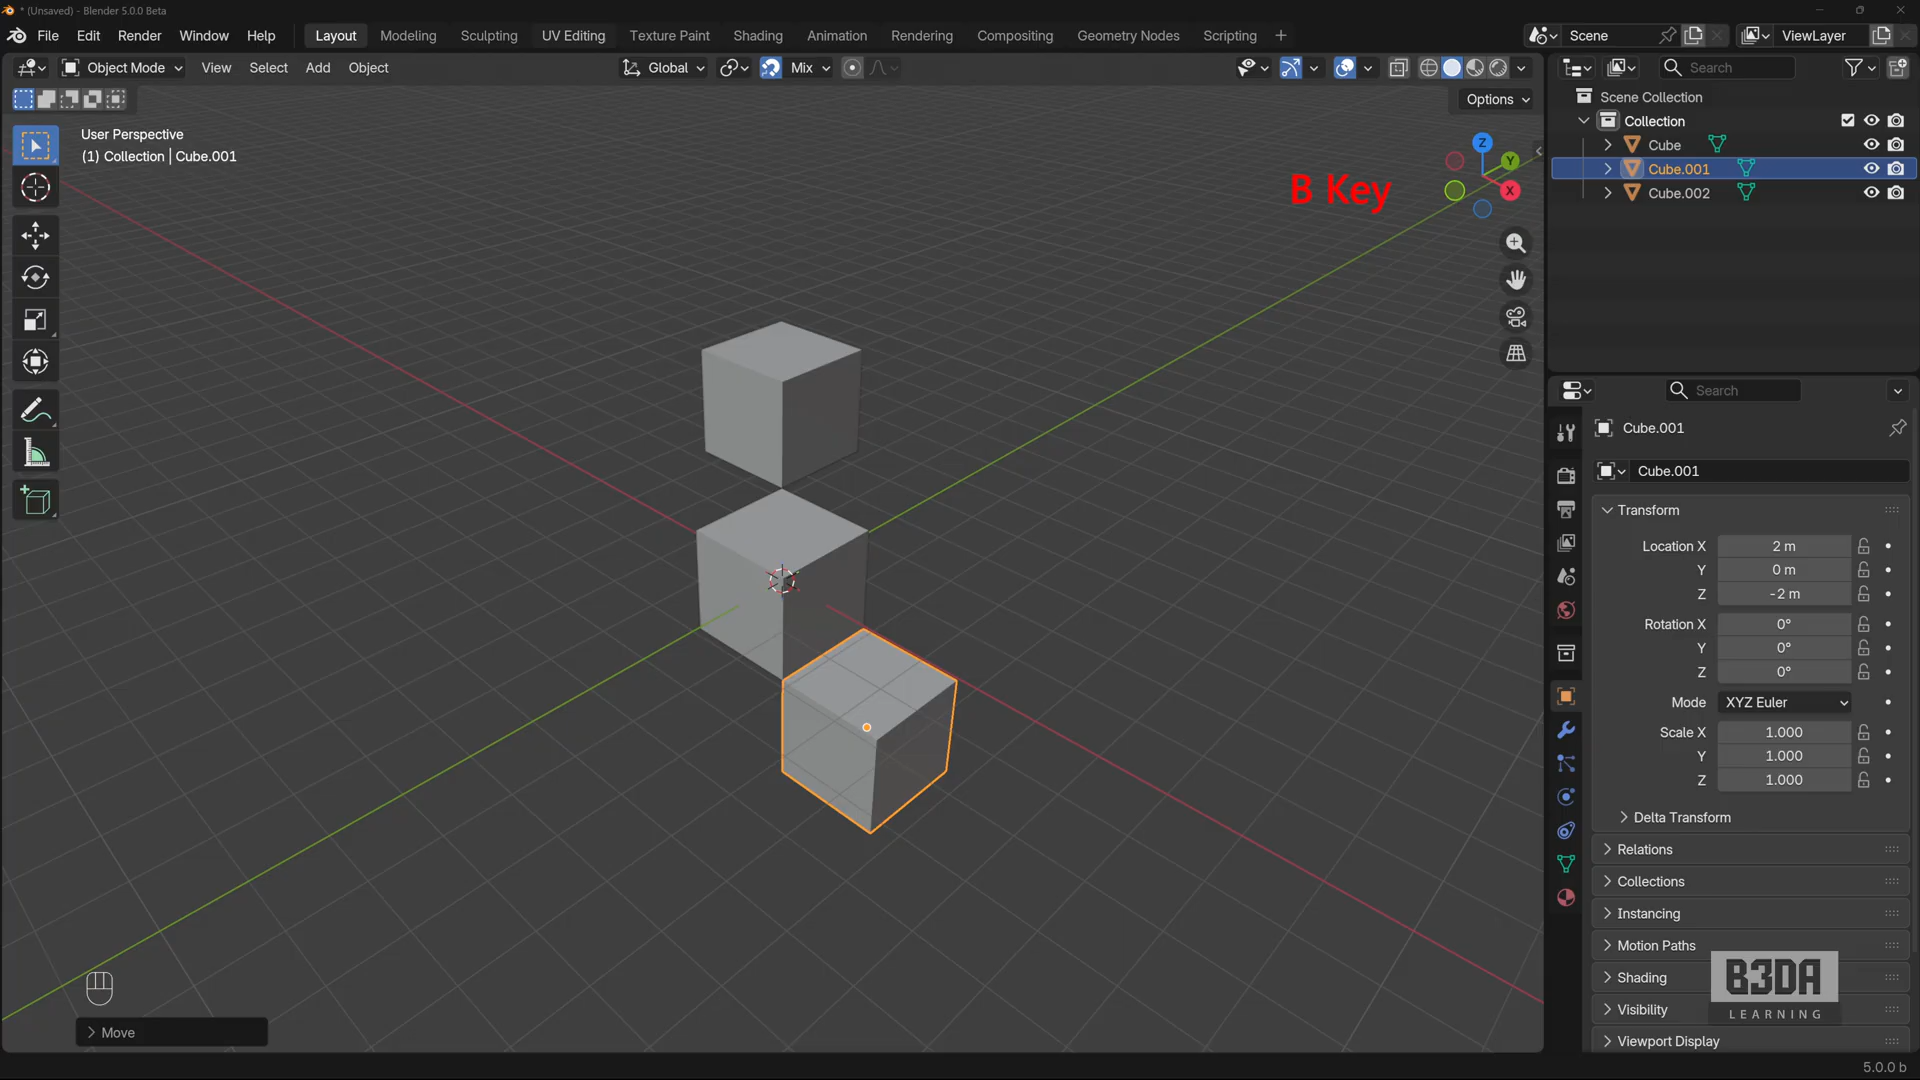 * (Unsaved) - Blender 5.0.0 Beta
File Edit Render Window Help Layout Modeling Sculpting UV Editing Texture Paint Shading Animation Rendering Compositing Geometry Nodes Scripting + Scene ViewLayer
Object Mode View Select Add Object Global Mix Search
Options
Scene Collection
User Perspective
(1) Collection | Cube.001
Collection
Cube
Cube.001
Cube.002
B Key
Z
Y
X
Search
Cube.001
Cube.001
Transform
Location X 2 m
Y 0 m
Z -2 m
Rotation X 0°
Y 0°
Z 0°
Mode XYZ Euler
Scale X 1.000
Y 1.000
Z 1.000
Delta Transform
Relations
Collections
Instancing
Motion Paths
Shading
Visibility
Viewport Display
B3DA
LEARNING
Move
5.0.0 b